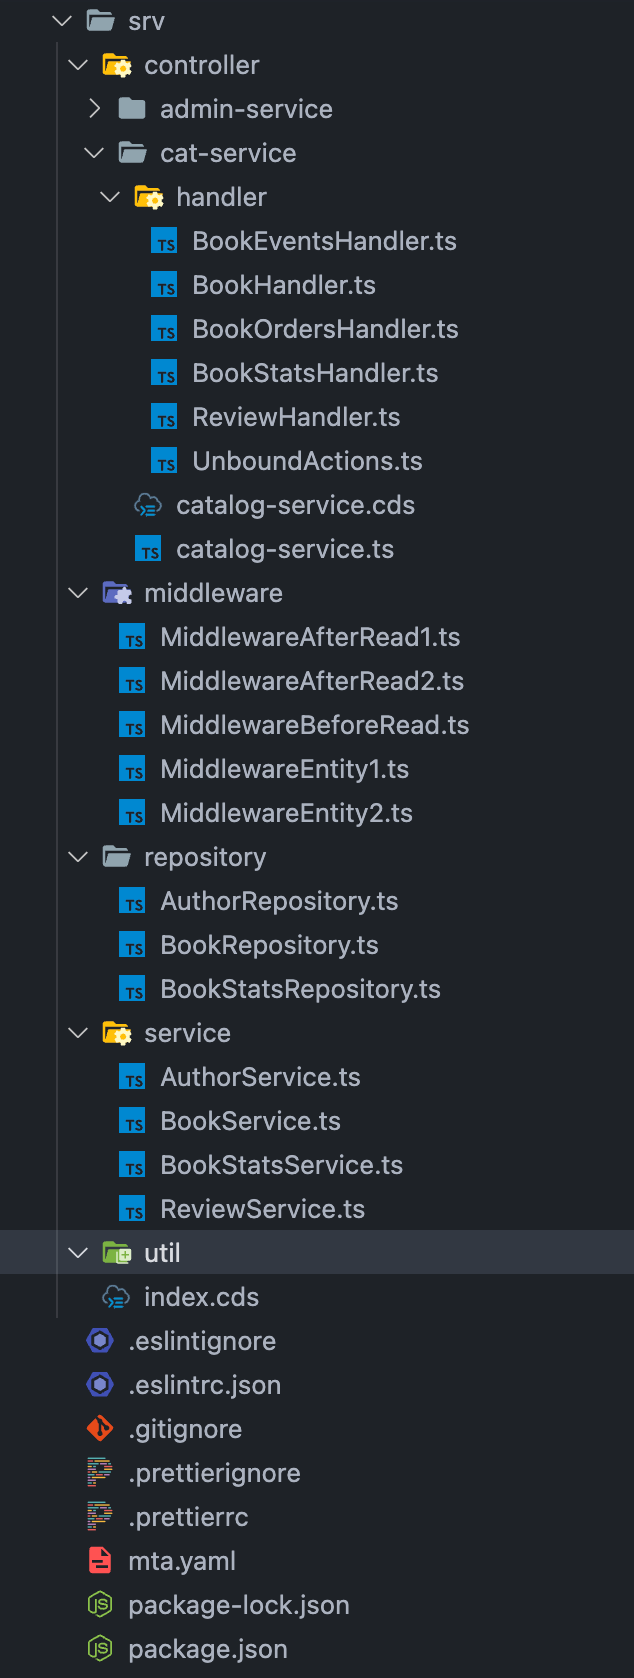 srv
controller
admin-service
cat-service
handler
TS BookEventsHandler.ts
TS BookHandler.ts
TS BookOrdersHandler.ts
TS BookStatsHandler.ts
TS ReviewHandler.ts
TS UnboundActions.ts
catalog-service.cds
TS catalog-service.ts
middleware
TS MiddlewareAfterRead1.ts
TS MiddlewareAfterRead2.ts
TS MiddlewareBeforeRead.ts
TS MiddlewareEntity1.ts
TS MiddlewareEntity2.ts
repository
TS AuthorRepository.ts
TS BookRepository.ts
TS BookStatsRepository.ts
service
TS AuthorService.ts
TS BookService.ts
TS BookStatsService.ts
TS ReviewService.ts
util
index.cds
.eslintignore
.eslintrc.json
.gitignore
.prettierignore
.prettierrc
mta.yaml
JS package-lock.json
JS package.json